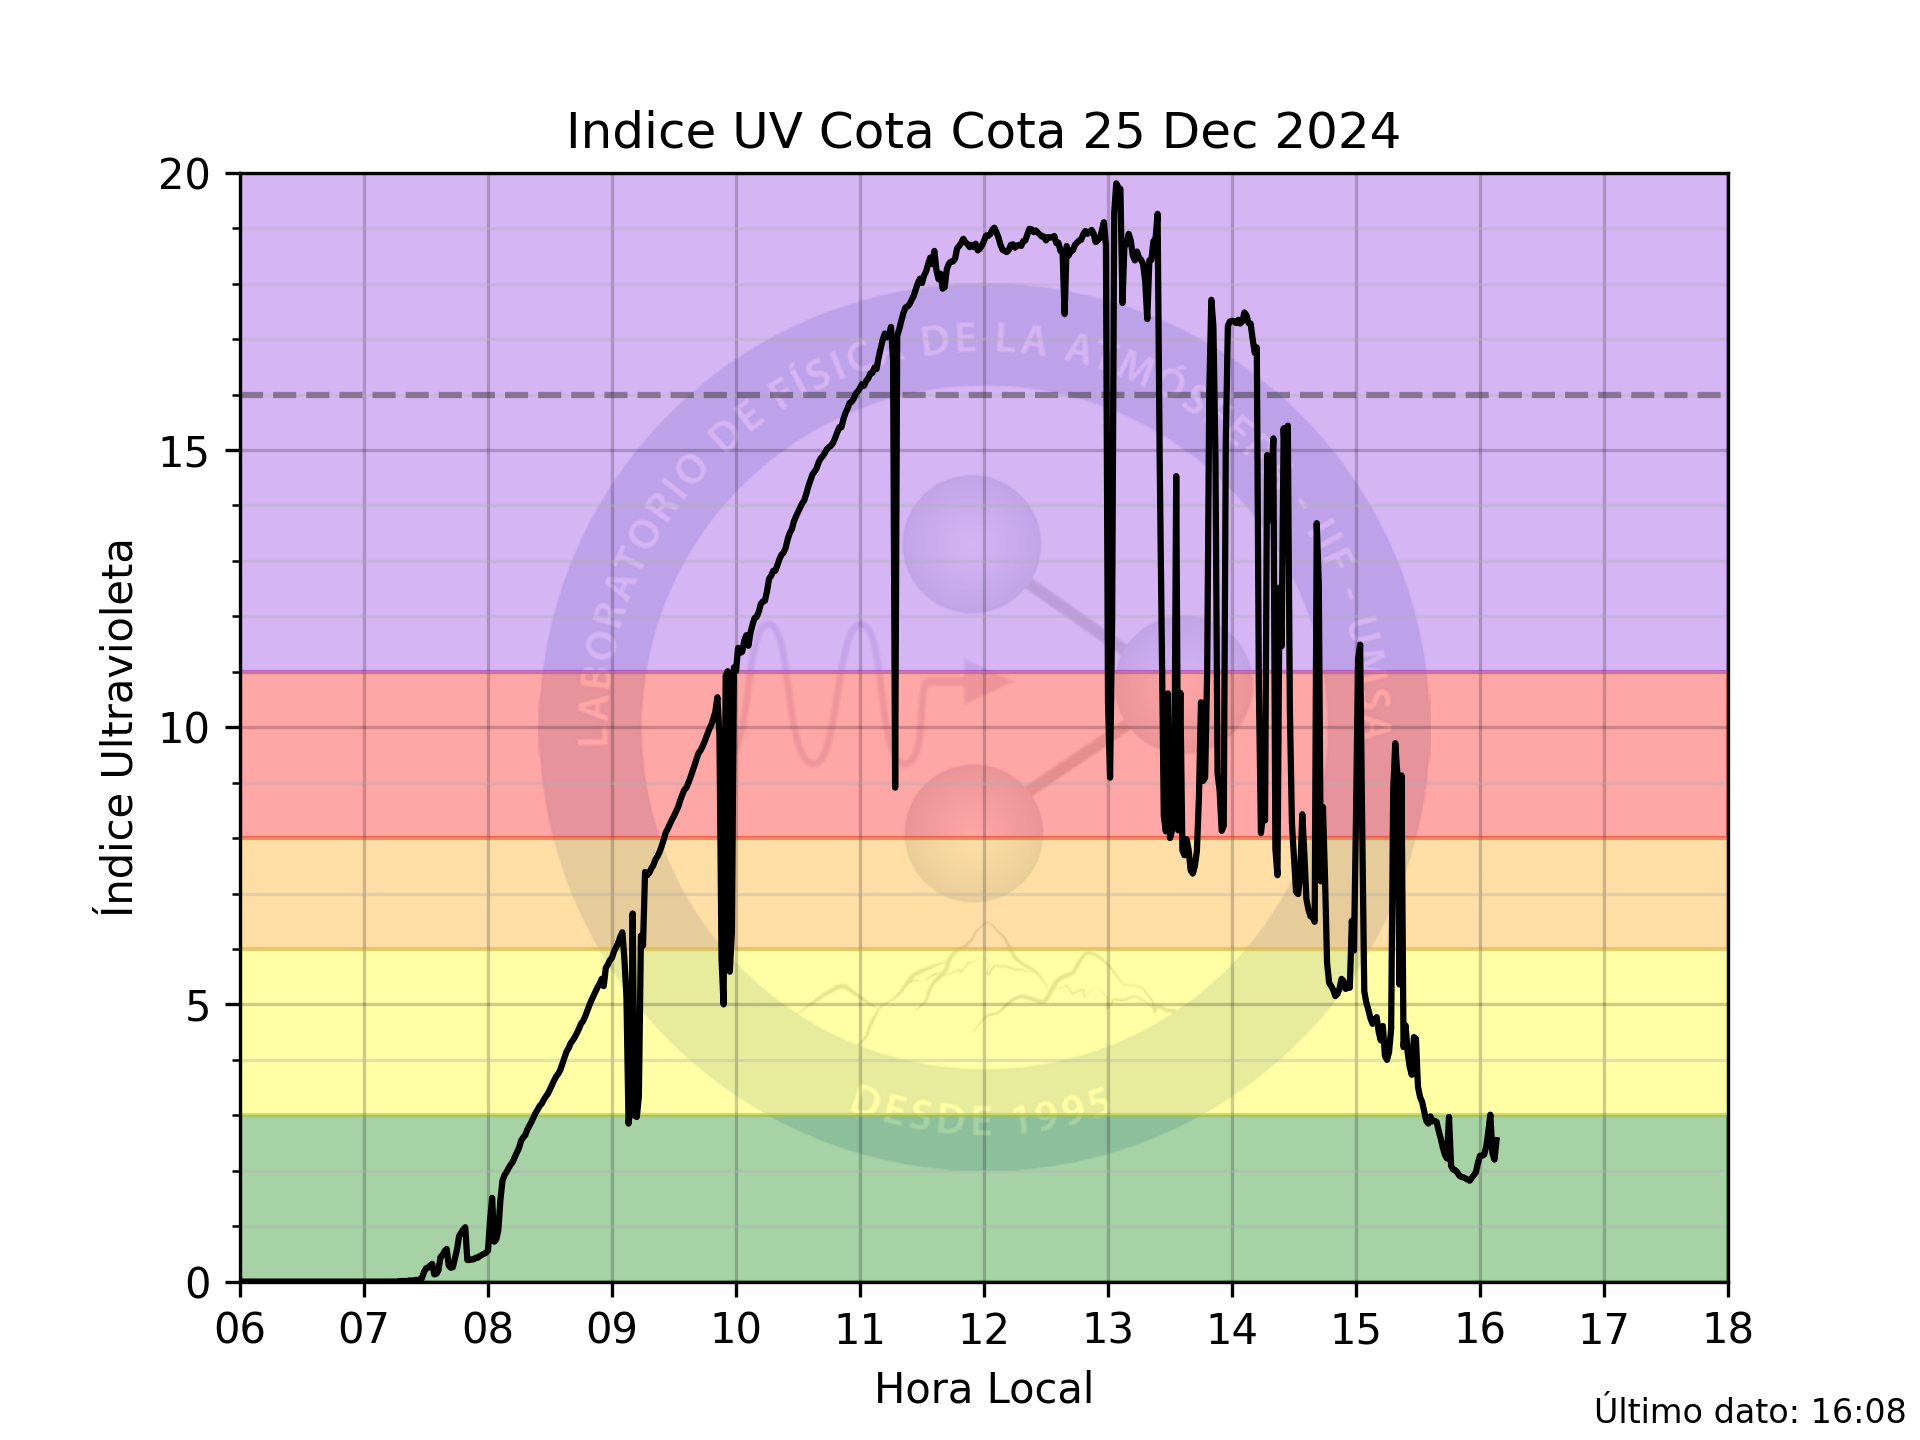 Indice UV Cota Cota 25 Dec 2024
20
15
10
5
0
Índice Ultravioleta
06 07 08 09 10 11 12 13 14 15 16 17 18
Hora Local
Último dato: 16:08
LABORATORIO DE FÍSICA DE LA ATMÓSFERA - IIF - UMSA
DESDE 1995